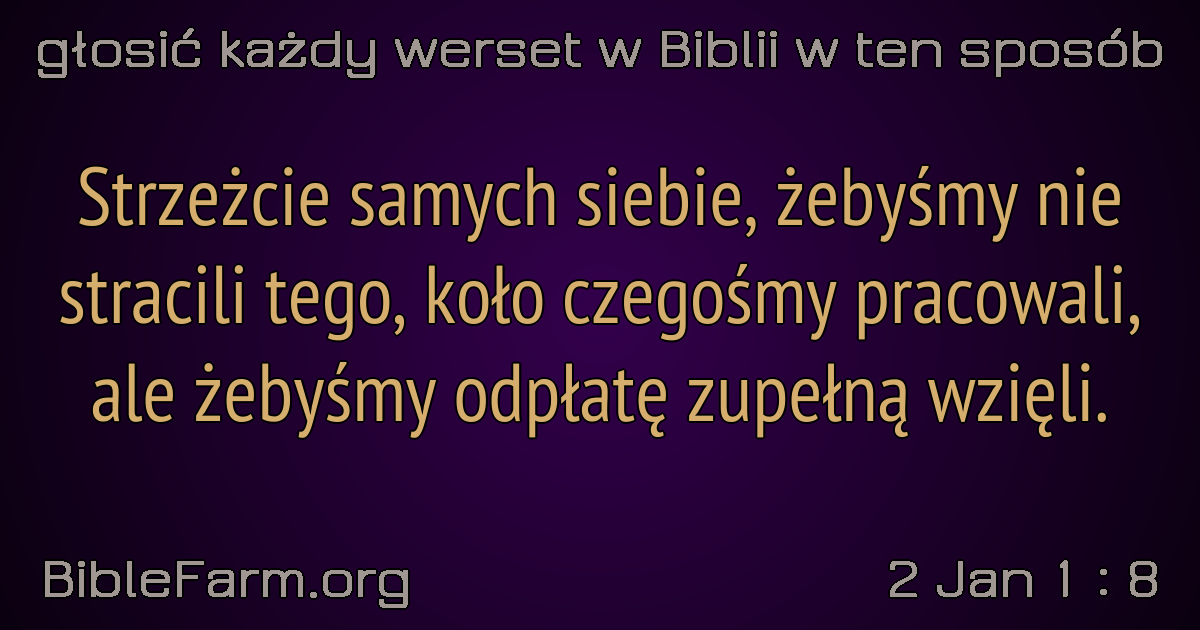 głosić każdy werset w Biblii w ten sposób
Strzeżcie samych siebie, żebyśmy nie
stracili tego, koło czegośmy pracowali,
ale żebyśmy odpłatę zupełną wzięli.
BibleFarm.org
2 Jan 1 : 8